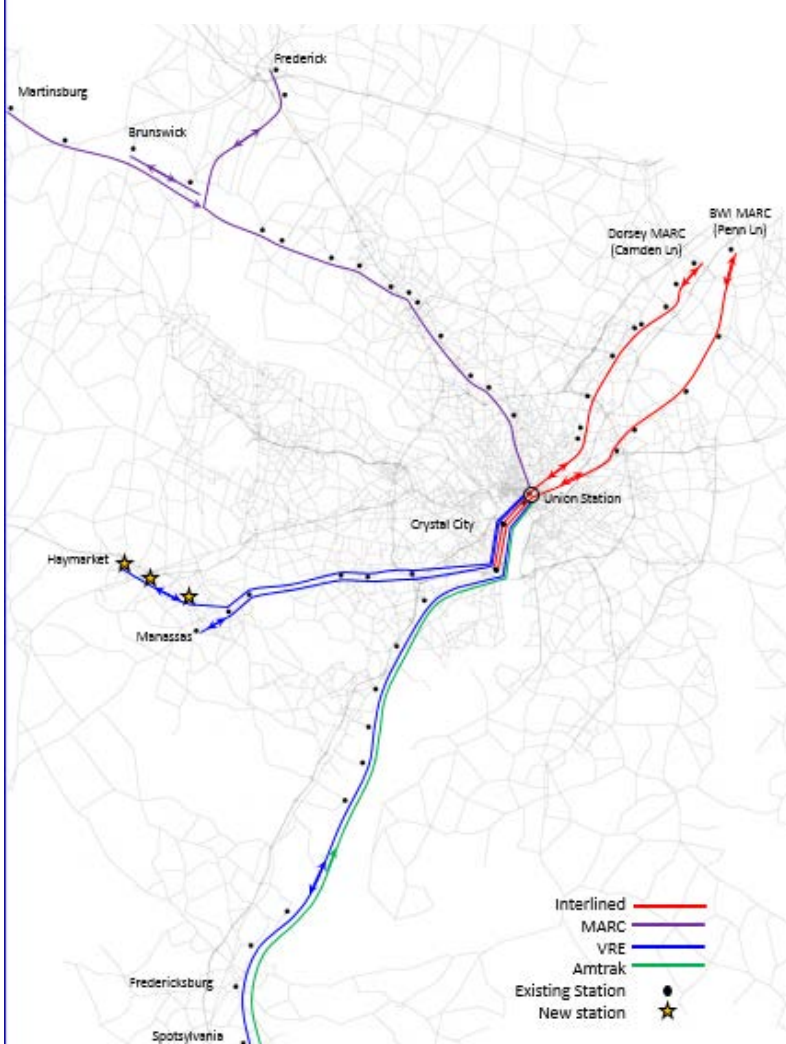 Frederick
Martinsburg
Brunswick
BWI MARC
(Penn Ln)
Dorsey MARC
(Camden Ln)
Union Station
Crystal City
Haymarket
Manassas
Interlined
MARC
VRE
Amtrak
Existing Station
New station
Fredericksburg
Spotsylvania